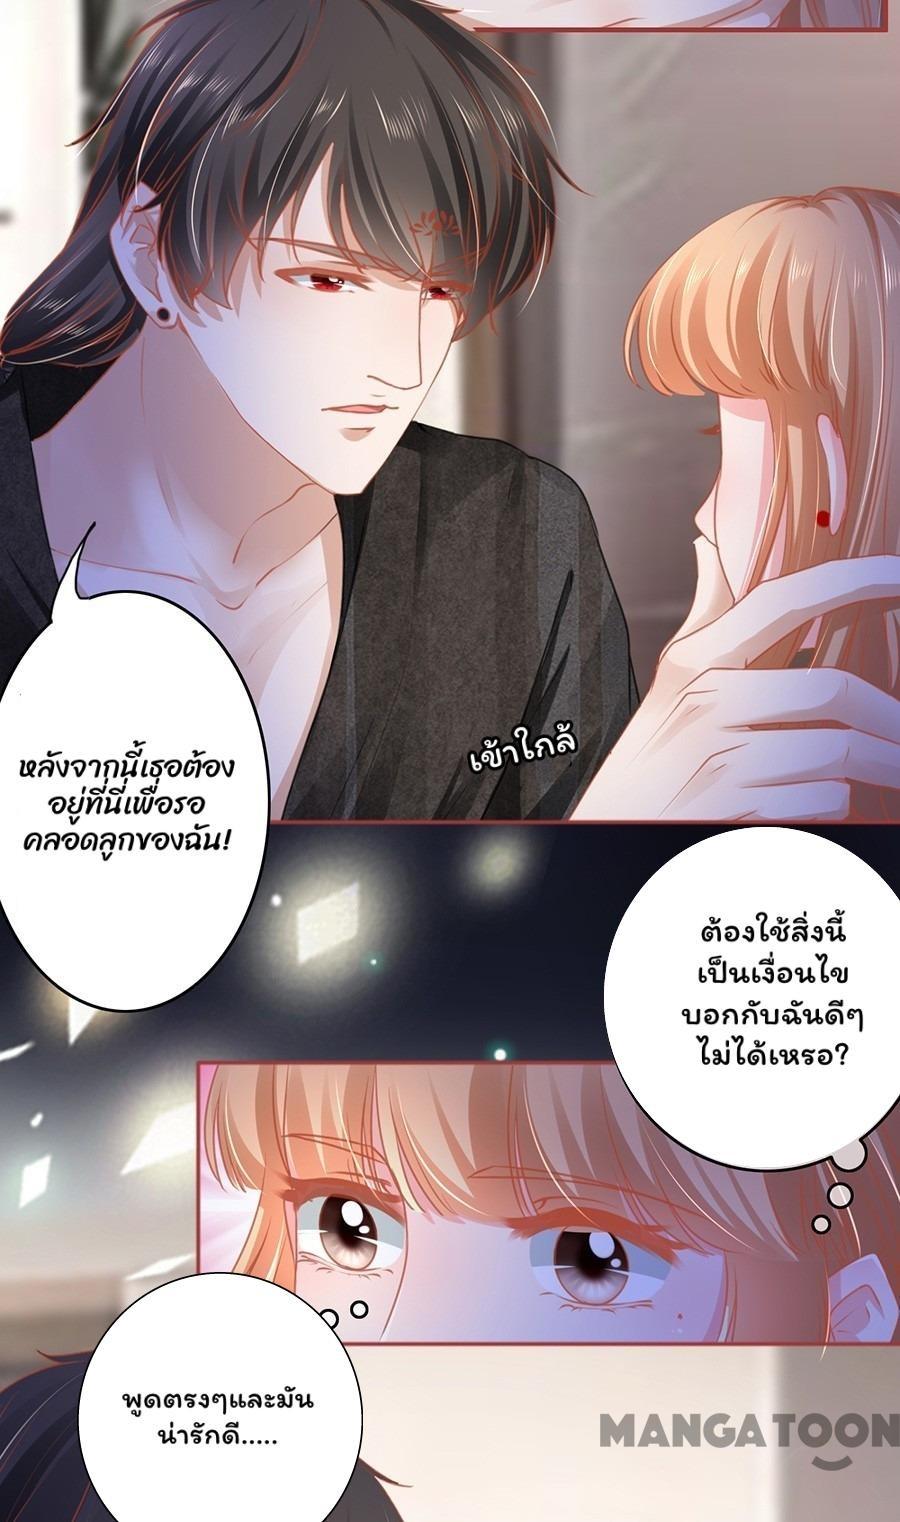 เข้าใกล้
หลังจากนี้เธอต้อง
อยู่ที่นี่เพื่อรอ
คลอดลูกของฉัน!
ต้องใช้สิ่งนี้
เป็นเงื่อนไข
บอกกับฉันดีๆ
ไม่ได้เหรอ?
พูดตรงๆและมัน
น่ารักดี.....
MANGATOON